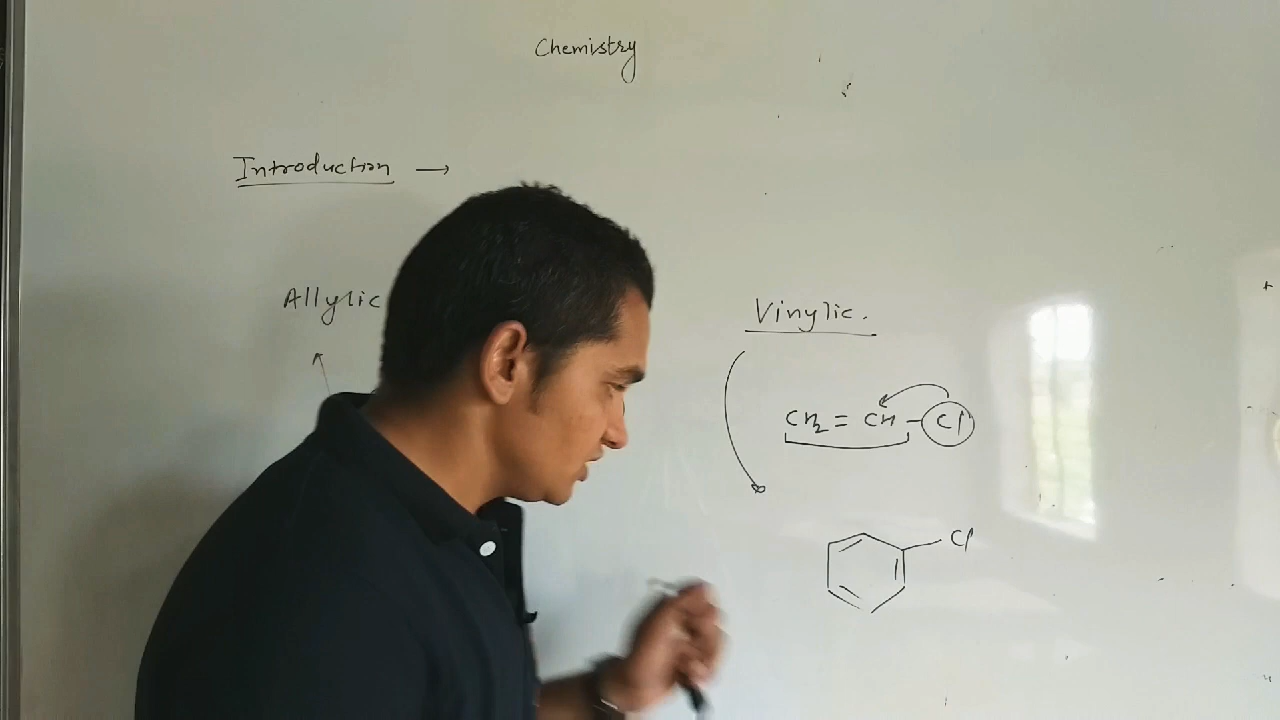 Chemistry
Introduction →
Allylic
Vinylic.
CH₂ = CH - Cl
Cl